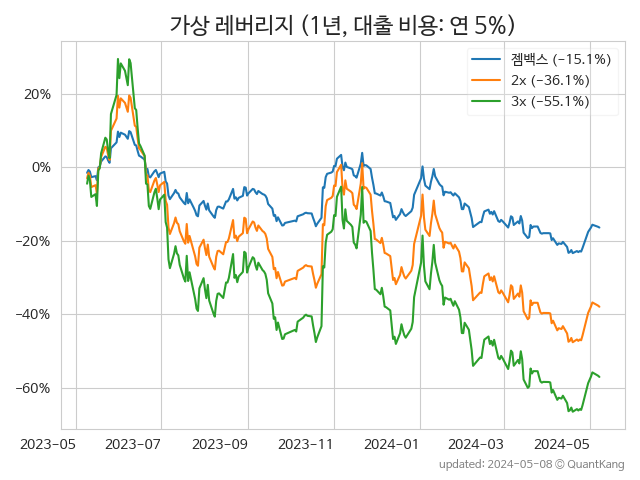 가상 레버리지 (1년, 대출 비용: 연 5%)
젬백스 (−15.1%)
2x (−36.1%)
3x (−55.1%)
20%
0%
−20%
−40%
−60%
2023-05 2023-07 2023-09 2023-11 2024-01 2024-03 2024-05
updated: 2024-05-08 © QuantKang